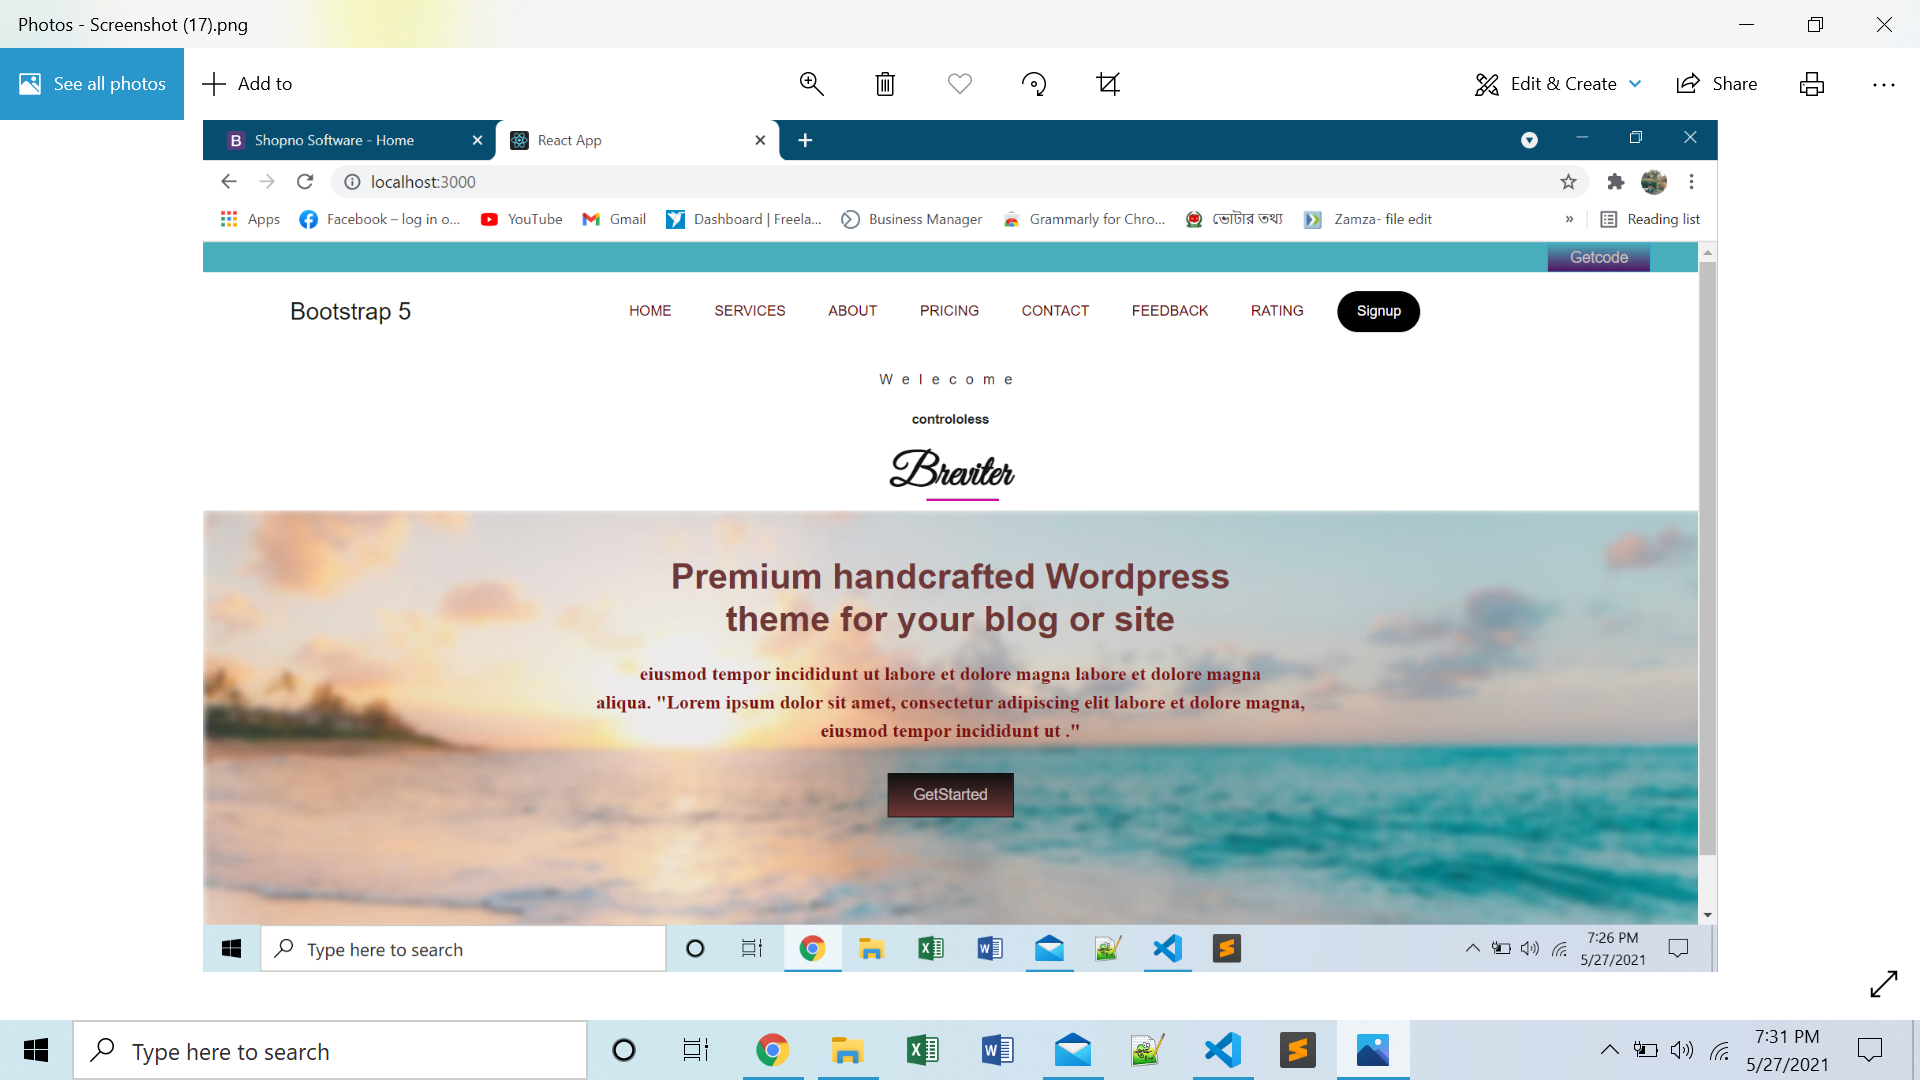 Photos - Screenshot (17).png
See all photos
Add to
Edit & Create
Share
Shopno Software - Home
React App
localhost:3000
Apps
Facebook – log in o...
YouTube
Gmail
Dashboard | Freela...
Business Manager
Grammarly for Chro...
ভোটার তথ্য
Zamza- file edit
»
Reading list
Getcode
Bootstrap 5
HOME
SERVICES
ABOUT
PRICING
CONTACT
FEEDBACK
RATING
Signup
Welecome
controloless
Breviter
Premium handcrafted Wordpress
theme for your blog or site
eiusmod tempor incididunt ut labore et dolore magna labore et dolore magna
aliqua. "Lorem ipsum dolor sit amet, consectetur adipiscing elit labore et dolore magna,
eiusmod tempor incididunt ut ."
GetStarted
Type here to search
7:26 PM
5/27/2021
Type here to search
7:31 PM
5/27/2021